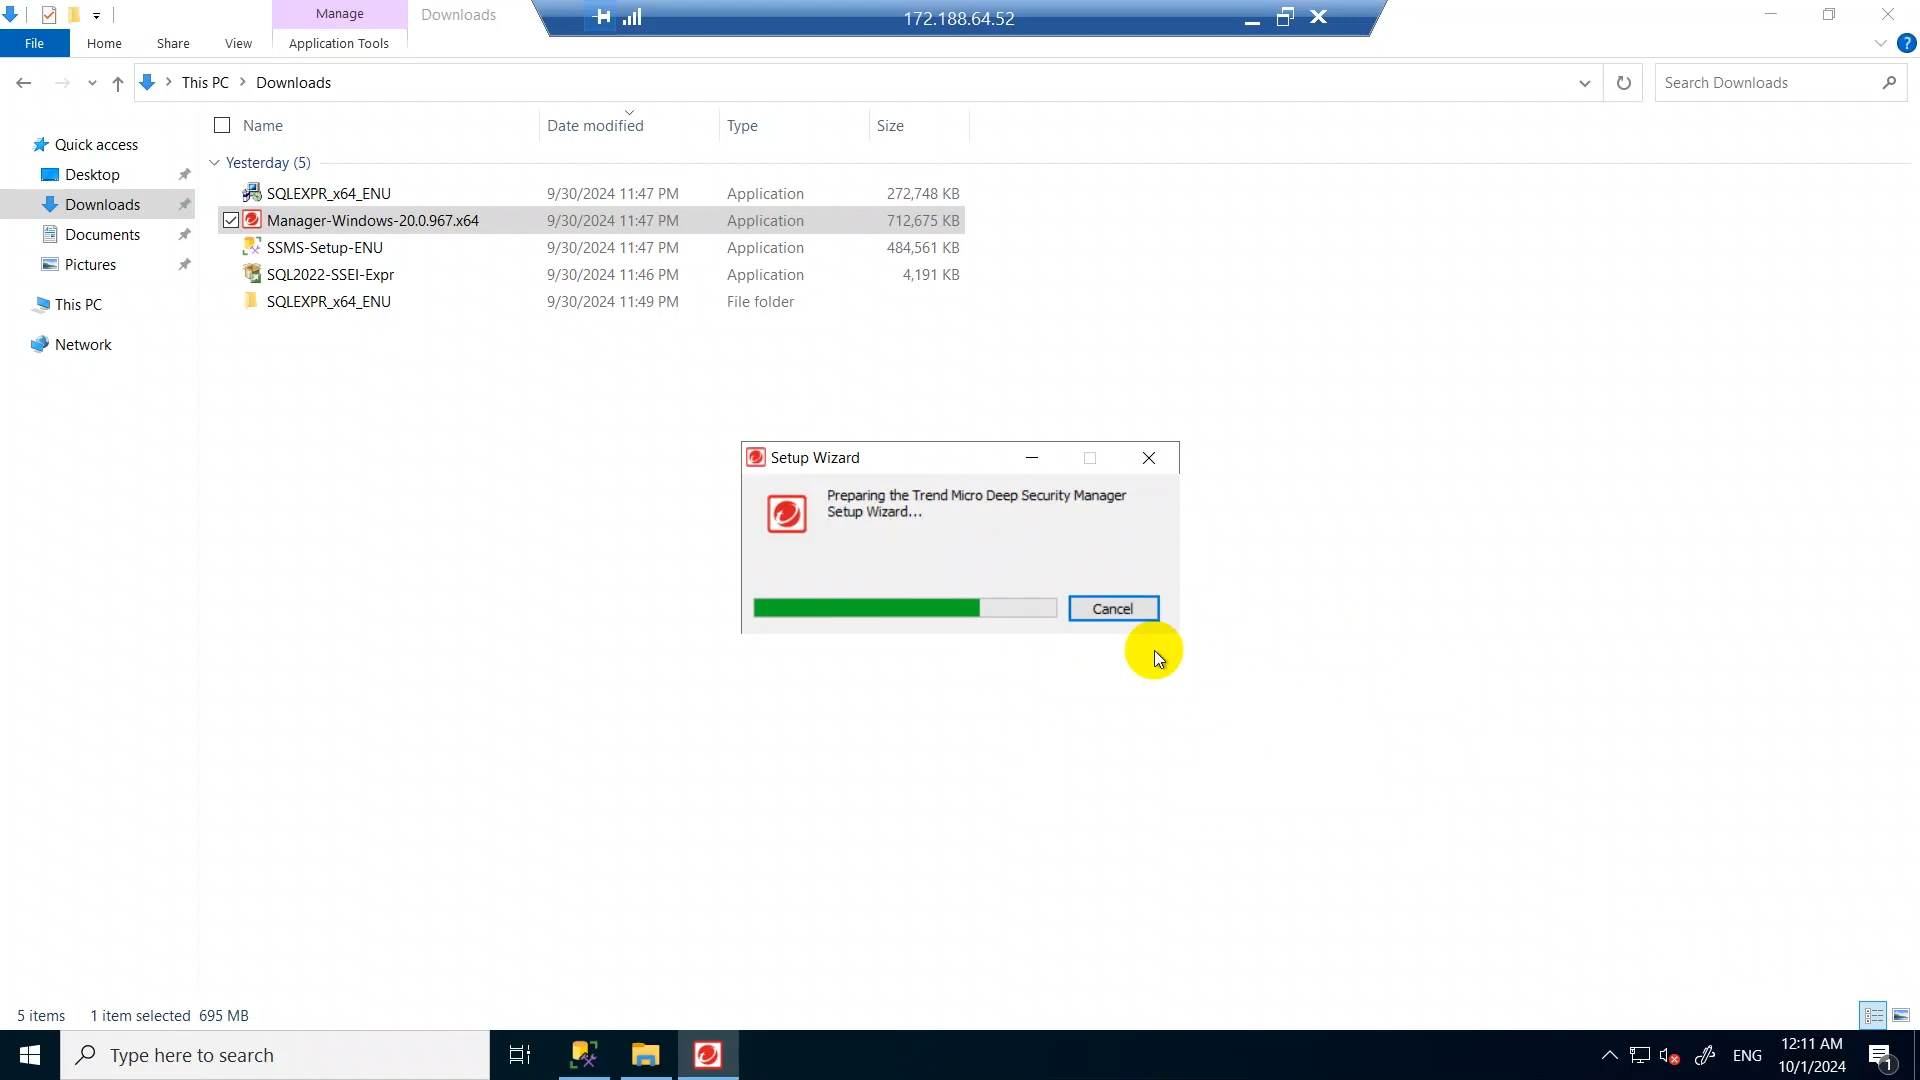 Manage
Downloads
172.188.64.52
File
Home
Share
View
Application Tools
This PC
Downloads
Search Downloads
Name
Date modified
Type
Size
Quick access
Desktop
Downloads
Documents
Pictures
This PC
Network
Yesterday (5)
SQLEXPR_x64_ENU 9/30/2024 11:47 PM Application 272,748 KB
Manager-Windows-20.0.967.x64 9/30/2024 11:47 PM Application 712,675 KB
SSMS-Setup-ENU 9/30/2024 11:47 PM Application 484,561 KB
SQL2022-SSEI-Expr 9/30/2024 11:46 PM Application 4,191 KB
SQLEXPR_x64_ENU 9/30/2024 11:49 PM File folder
Setup Wizard
Preparing the Trend Micro Deep Security Manager
Setup Wizard...
Cancel
5 items 1 item selected 695 MB
Type here to search
ENG
12:11 AM
10/1/2024
1